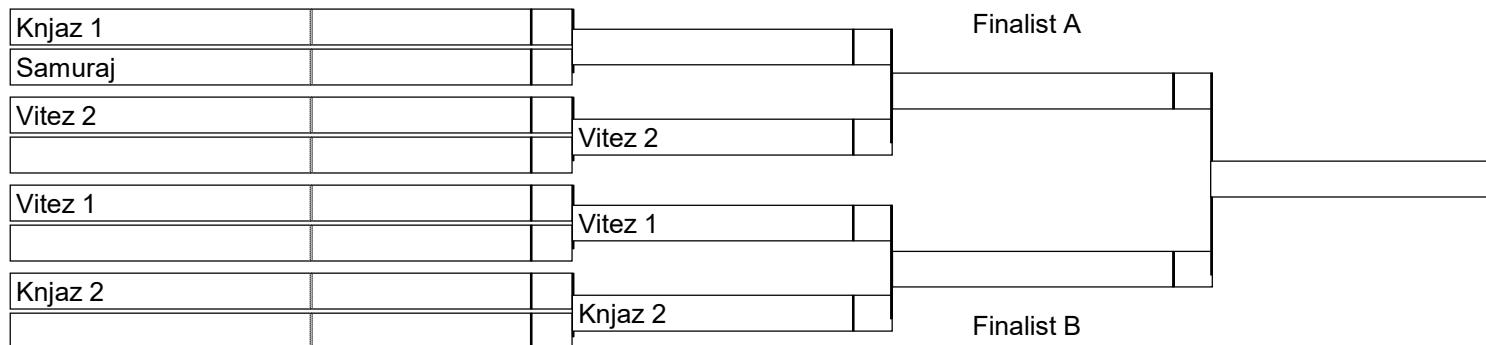 Knjaz 1
Samuraj
Vitez 2
Vitez 1
Knjaz 2
Vitez 2
Vitez 1
Knjaz 2
Finalist A
Finalist B